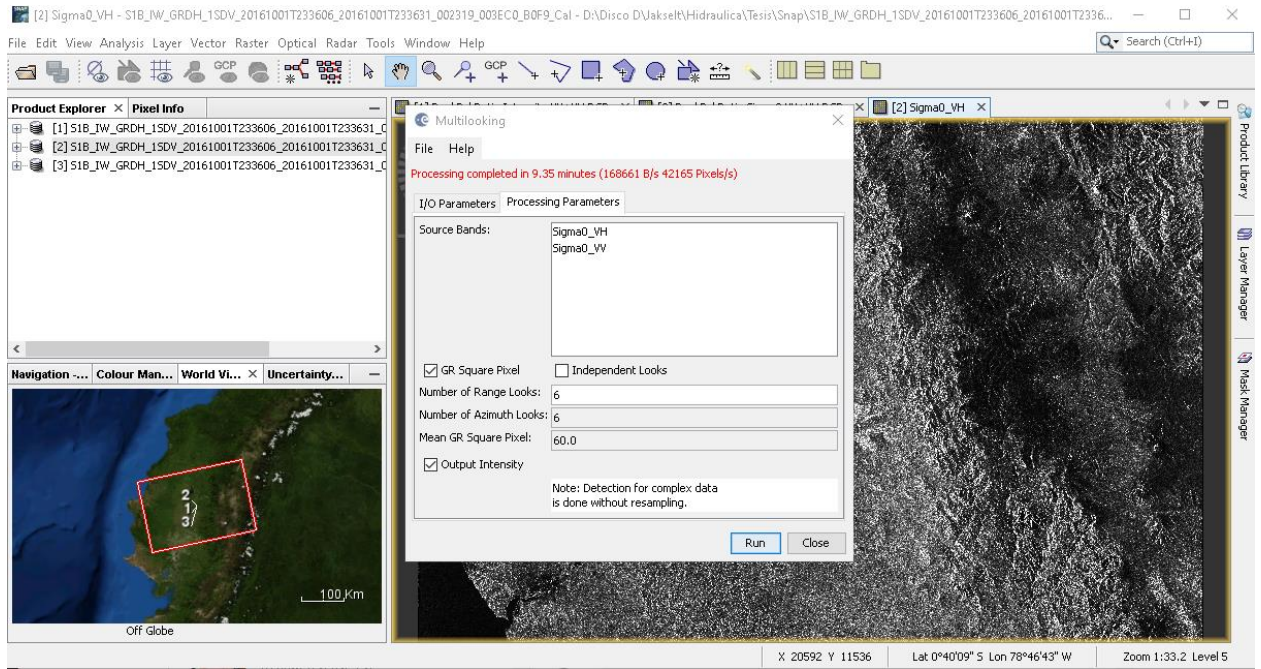 [2] Sigma0_VH - S1B_IW_GRDH_1SDV_20161001T233606_20161001T233631_002319_003EC0_B0F9_Cal - D:\Disco D\Jakselt\Hidraulica\Tesis\Snap\S1B_IW_GRDH_1SDV_20161001T233606_20161001T2336...
File Edit View Analysis Layer Vector Raster Optical Radar Tools Window Help
Search (Ctrl+I)
GCP
GCP
Product Explorer
Pixel Info
[2] Sigma0_VH
[1] S1B_IW_GRDH_1SDV_20161001T233606_20161001T233631_0
[2] S1B_IW_GRDH_1SDV_20161001T233606_20161001T233631_0
[3] S1B_IW_GRDH_1SDV_20161001T233606_20161001T233631_0
Multilooking
File Help
Processing completed in 9.35 minutes (168661 B/s 42165 Pixels/s)
I/O Parameters
Processing Parameters
Source Bands:
Sigma0_VH
Sigma0_VV
GR Square Pixel
Independent Looks
Number of Range Looks: 6
Number of Azimuth Looks: 6
Mean GR Square Pixel: 60.0
Output Intensity
Note: Detection for complex data
is done without resampling.
Run
Close
Navigation -...
Colour Man...
World Vi...
Uncertainty...
2
1
3
100 Km
Off Globe
Product Library
Layer Manager
Mask Manager
X 20592 Y 11536
Lat 0°40'09" S Lon 78°46'43" W
Zoom 1:33.2 Level 5